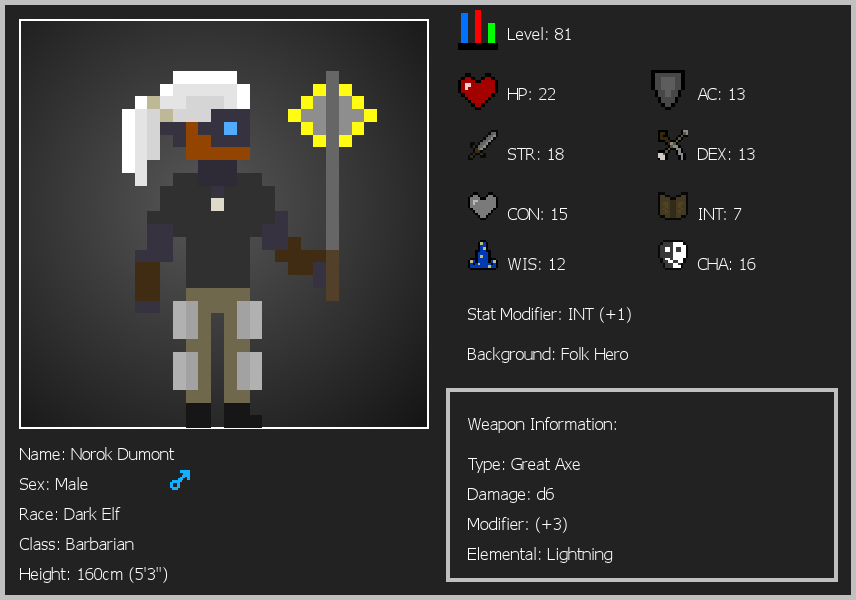 Level: 81
HP: 22
AC: 13
STR: 18
DEX: 13
CON: 15
INT: 7
WIS: 12
CHA: 16
Stat Modifier: INT (+1)
Background: Folk Hero
Weapon Information:
Type: Great Axe
Damage: d6
Modifier: (+3)
Elemental: Lightning
Name: Norok Dumont
Sex: Male
Race: Dark Elf
Class: Barbarian
Height: 160cm (5'3")